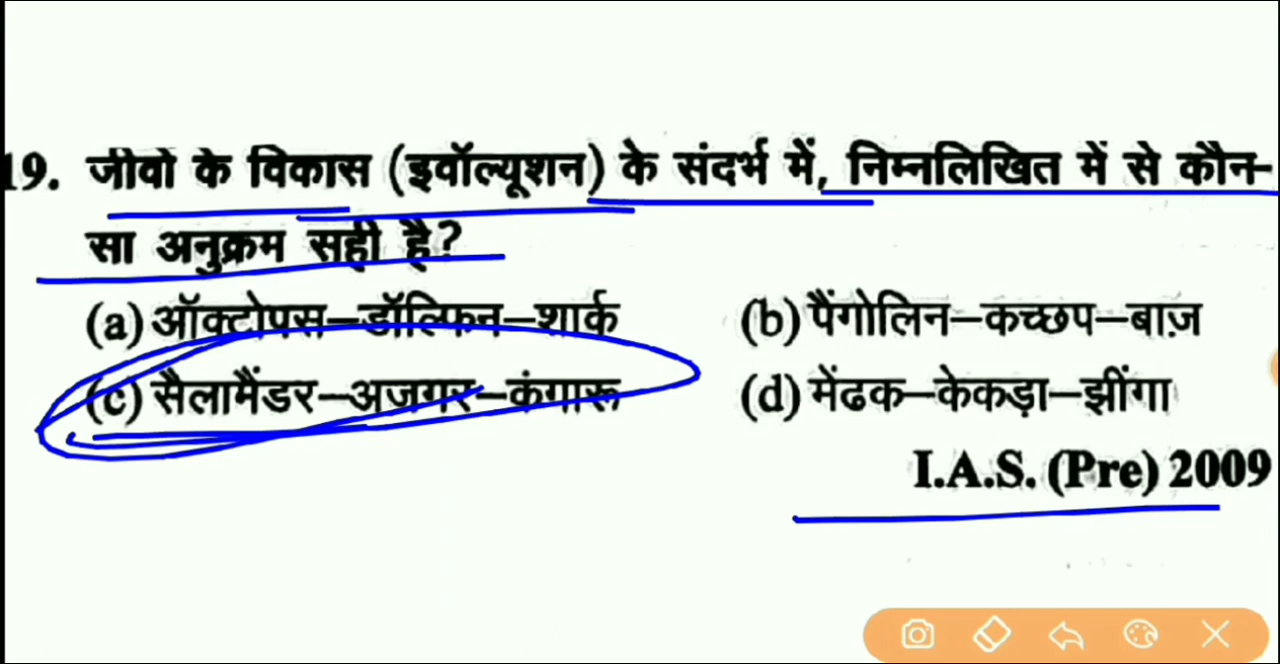 19. जीवों के विकास (इवॉल्यूशन) के संदर्भ में, निम्नलिखित में से कौन-
सा अनुक्रम सही है?
(a) ऑक्टोपस–डॉल्फिन–शार्क (b) पैंगोलिन–कच्छप–बाज़
(c) सैलामैंडर–अजगर–कंगारू (d) मेंढक–केकड़ा–झींगा
I.A.S. (Pre) 2009